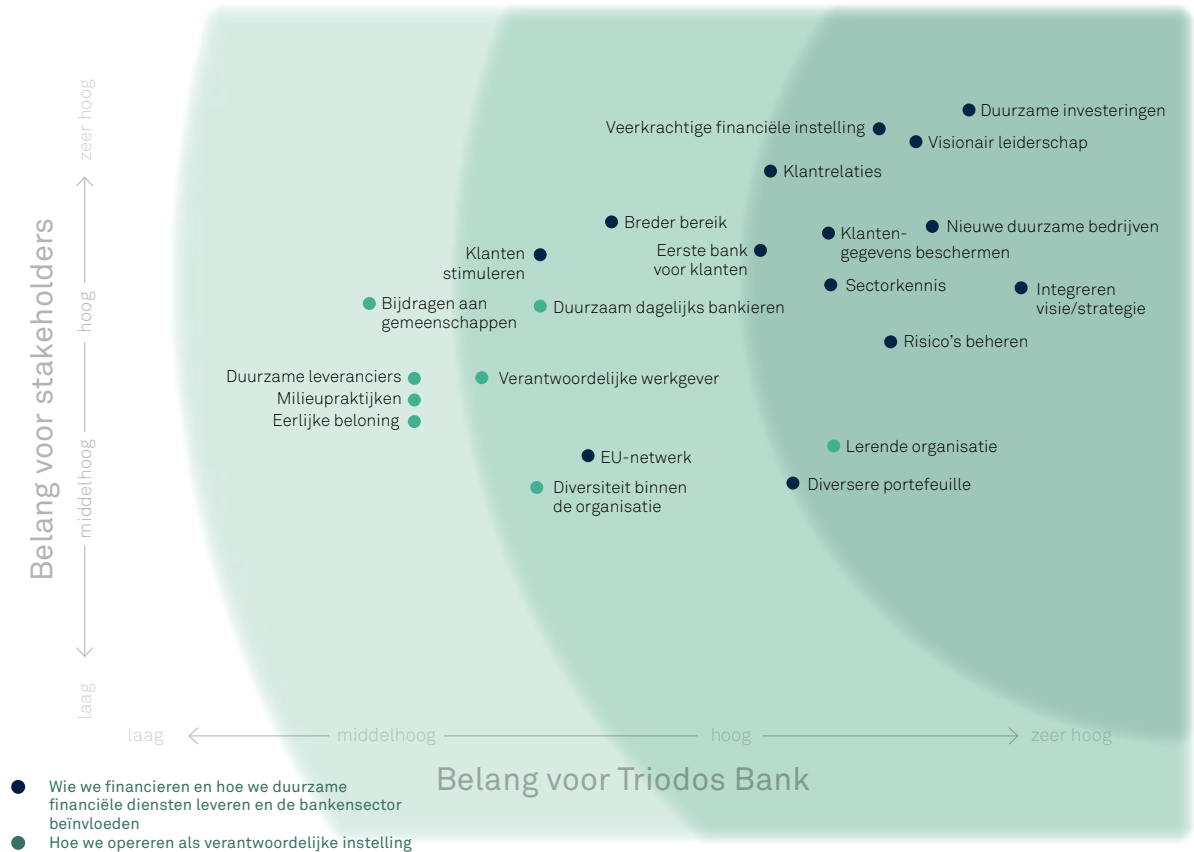 Belang voor stakeholders
zeer hoog
hoog
middelhoog
laag
Duurzame investeringen
Veerkrachtige financiële instelling
Visionair leiderschap
Klantrelaties
Breder bereik
Nieuwe duurzame bedrijven
Klanten-
gegevens beschermen
Eerste bank
voor klanten
Klanten
stimuleren
Sectorkennis
Integreren
visie/strategie
Bijdragen aan
gemeenschappen
Duurzaam dagelijks bankieren
Risico's beheren
Duurzame leveranciers
Verantwoordelijke werkgever
Milieupraktijken
Eerlijke beloning
Lerende organisatie
EU-netwerk
Diversere portefeuille
Diversiteit binnen
de organisatie
laag
middelhoog
hoog
zeer hoog
Belang voor Triodos Bank
Wie we financieren en hoe we duurzame
financiële diensten leveren en de bankensector
beïnvloeden
Hoe we opereren als verantwoordelijke instelling